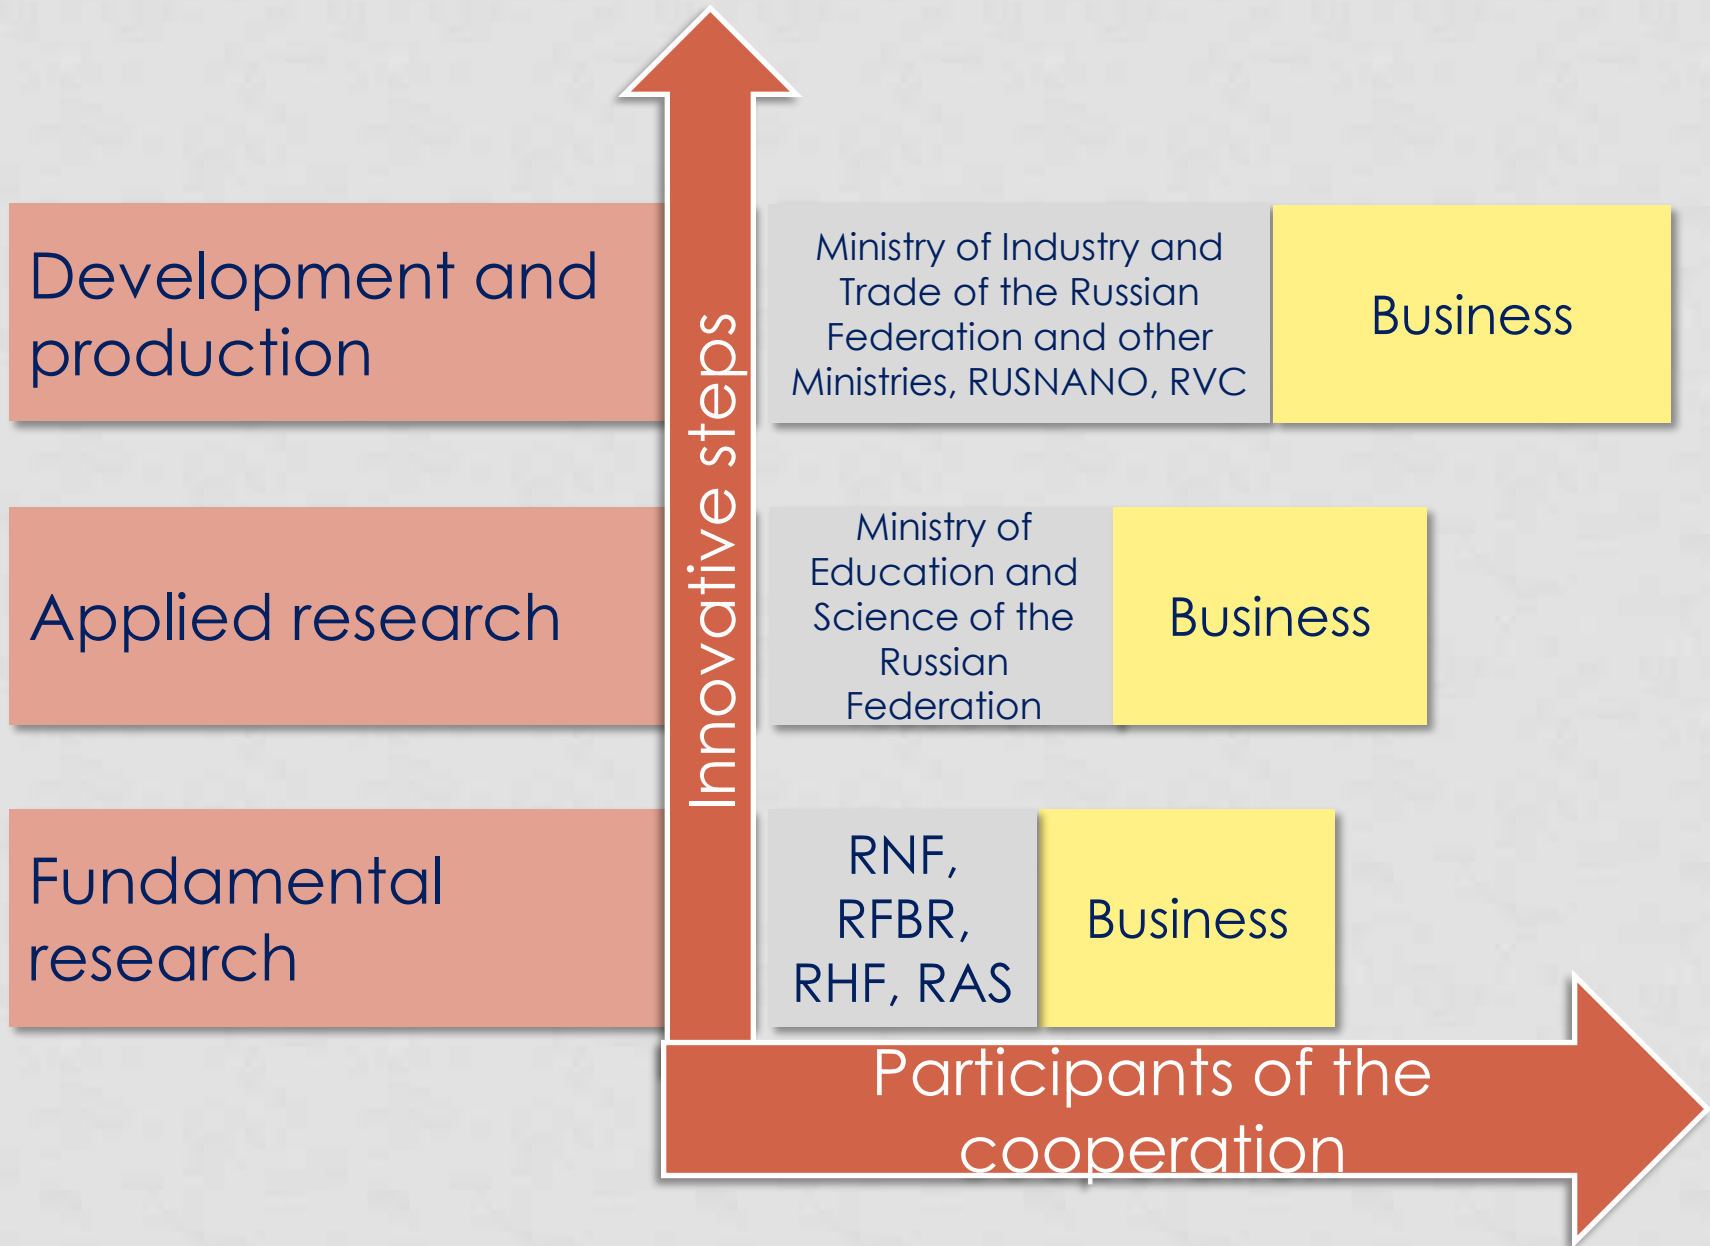 Development and
production
Ministry of Industry and
Trade of the Russian
Federation and other
Ministries, RUSNANO, RVC
Business
Innovative steps
Applied research
Ministry of
Education and
Science of the
Russian
Federation
Business
Fundamental
research
RNF,
RFBR,
RHF, RAS
Business
Participants of the
cooperation